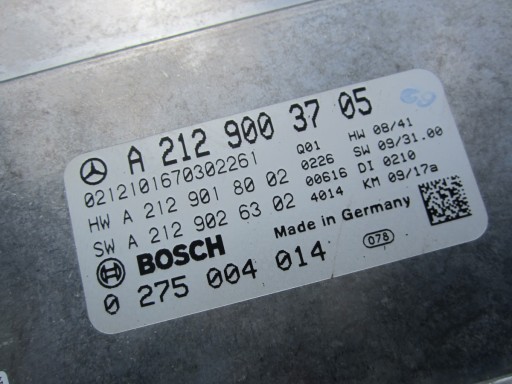 A 212 900 37 05
0212101670302261 Q01 HW 08/41
HW A 212 901 80 02 0226 SW 09/31.00
SW A 212 902 63 02 00616 DI 0210
4014 KM 09/17a
BOSCH Made in Germany
0 275 004 014 078